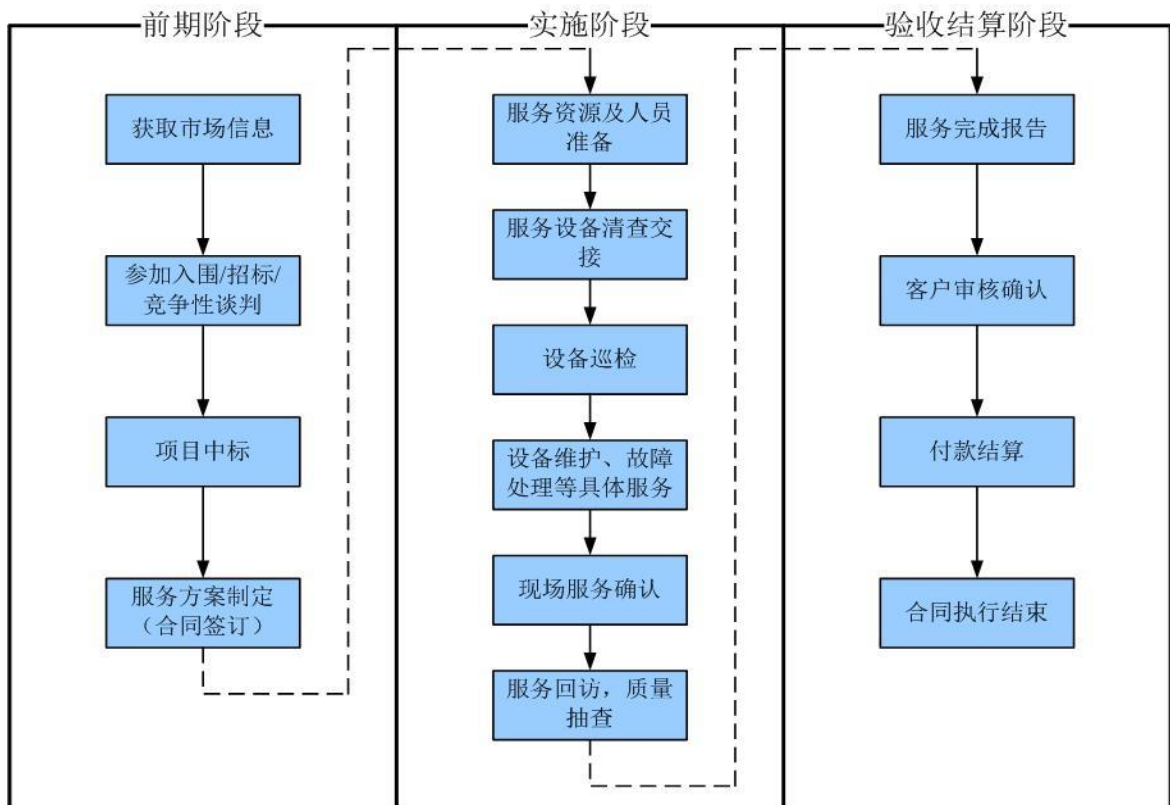 前期阶段
获取市场信息
参加入围/招标/
竞争性谈判
项目中标
服务方案制定
（合同签订）
实施阶段
服务资源及人员
准备
服务设备清查交
接
设备巡检
设备维护、故障
处理等具体服务
现场服务确认
服务回访，质量
抽查
验收结算阶段
服务完成报告
客户审核确认
付款结算
合同执行结束